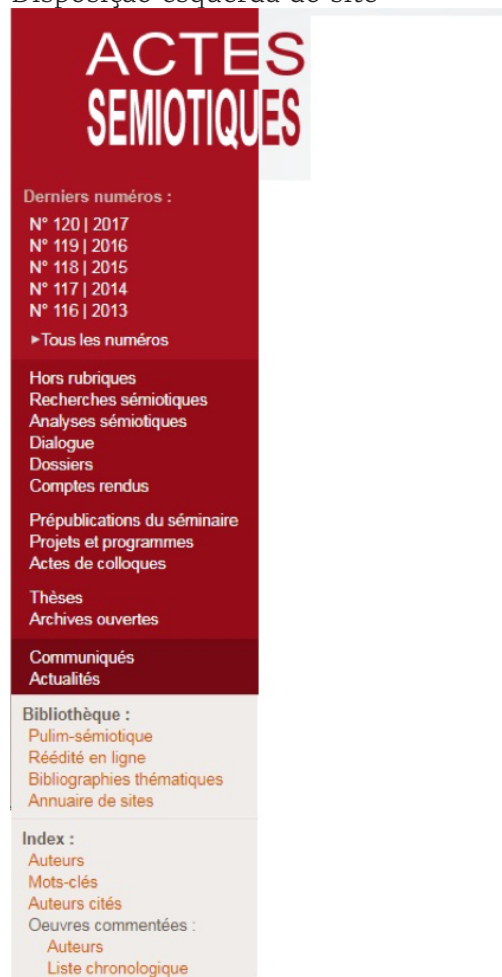 Disposição esquerda do site
ACTES
SEMIOTIQUES
Derniers numéros :
N° 120 | 2017
N° 119 | 2016
N° 118 | 2015
N° 117 | 2014
N° 116 | 2013
►Tous les numéros
Hors rubriques
Recherches sémiotiques
Analyses sémiotiques
Dialogue
Dossiers
Comptes rendus
Prépublications du séminaire
Projets et programmes
Actes de colloques
Thèses
Archives ouvertes
Communiqués
Actualités
Bibliothèque :
Pulim-sémiotique
Réédité en ligne
Bibliographies thématiques
Annuaire de sites
Index :
Auteurs
Mots-clés
Auteurs cités
Oeuvres commentées :
Auteurs
Liste chronologique